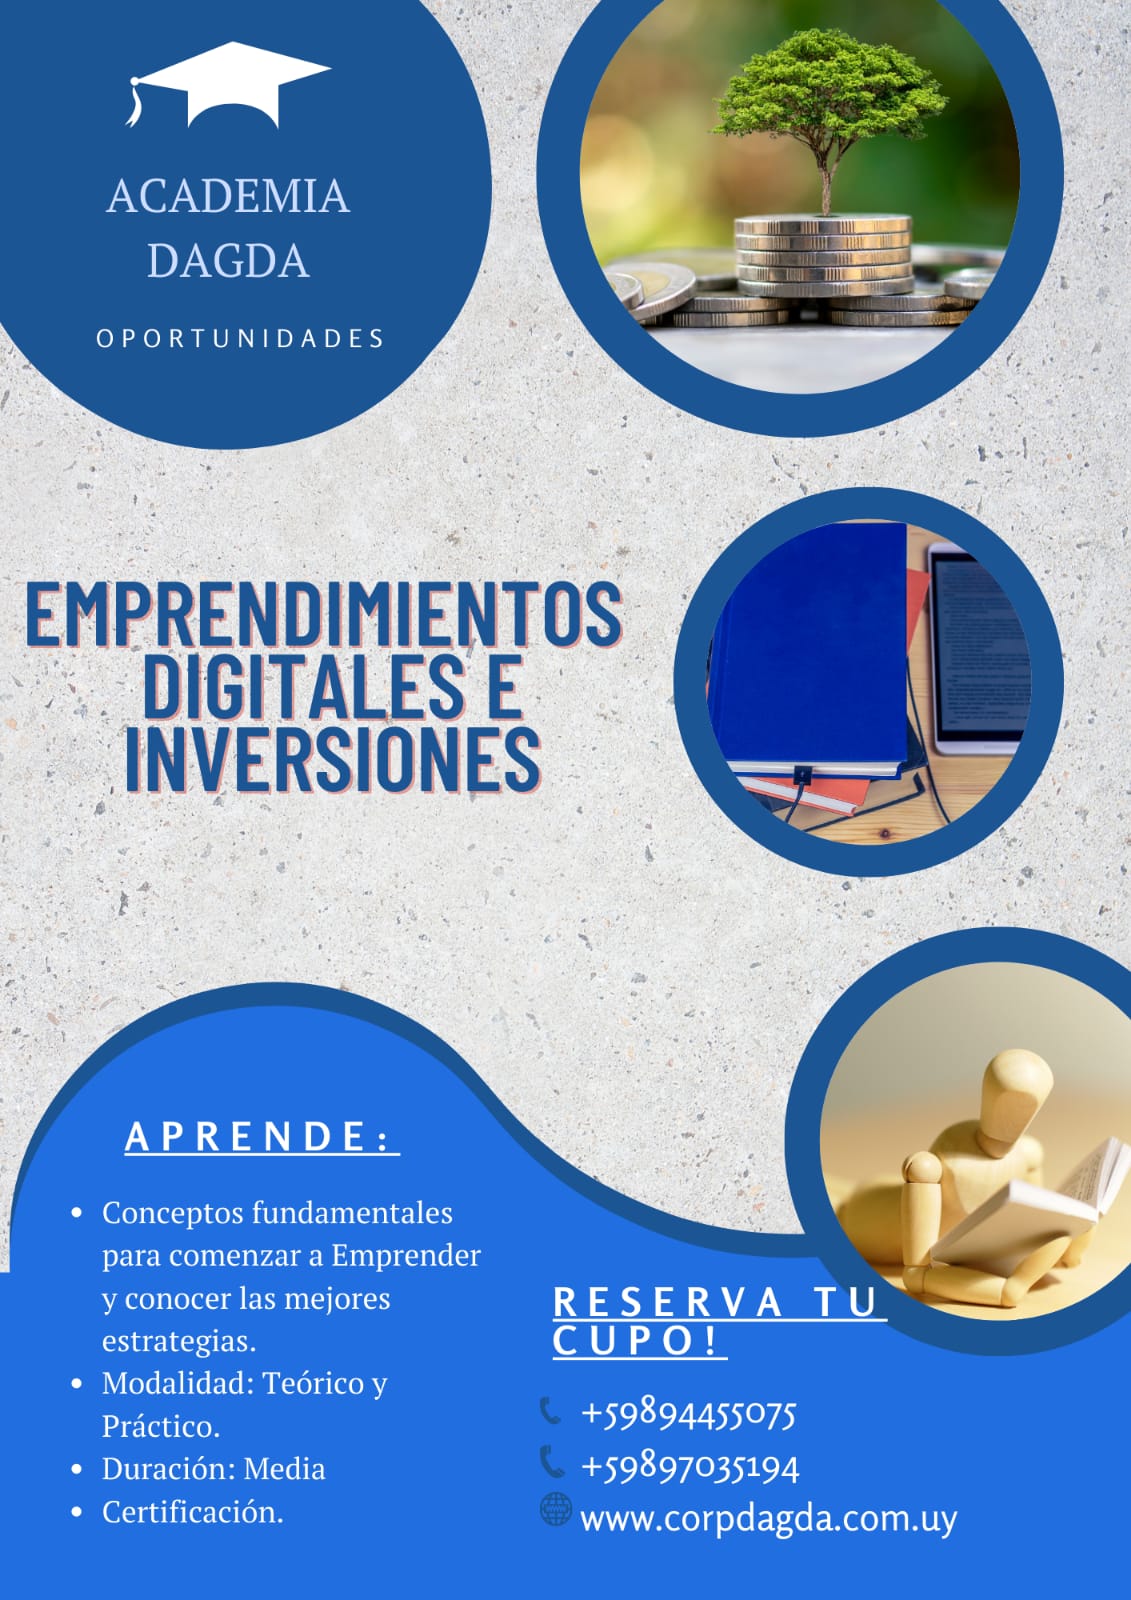 ACADEMIA
DAGDA
OPORTUNIDADES
EMPRENDIMIENTOS
DIGITALES E
INVERSIONES
APRENDE:
• Conceptos fundamentales
para comenzar a Emprender
y conocer las mejores
estrategias.
• Modalidad: Teórico y
Práctico.
• Duración: Media
• Certificación.
RESERVA TU
CUPO!
+59894455075
+59897035194
www.corpdagda.com.uy